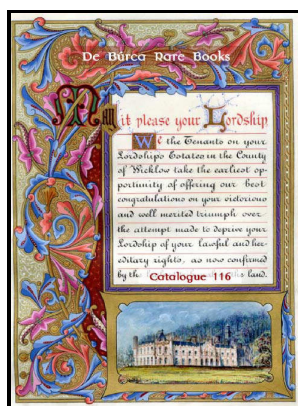 De Búrca Rare Books
May it please your Lordship
We the Tenants on your
Lordship's Estates in the County
of Wicklow take the earliest op-
portunity of offering our best
congratulations on your victorious
and well merited triumph over
the attempt made to deprive your
Lordship of your lawful and her-
editary rights, as now confirmed
by th land.
Catalogue 116